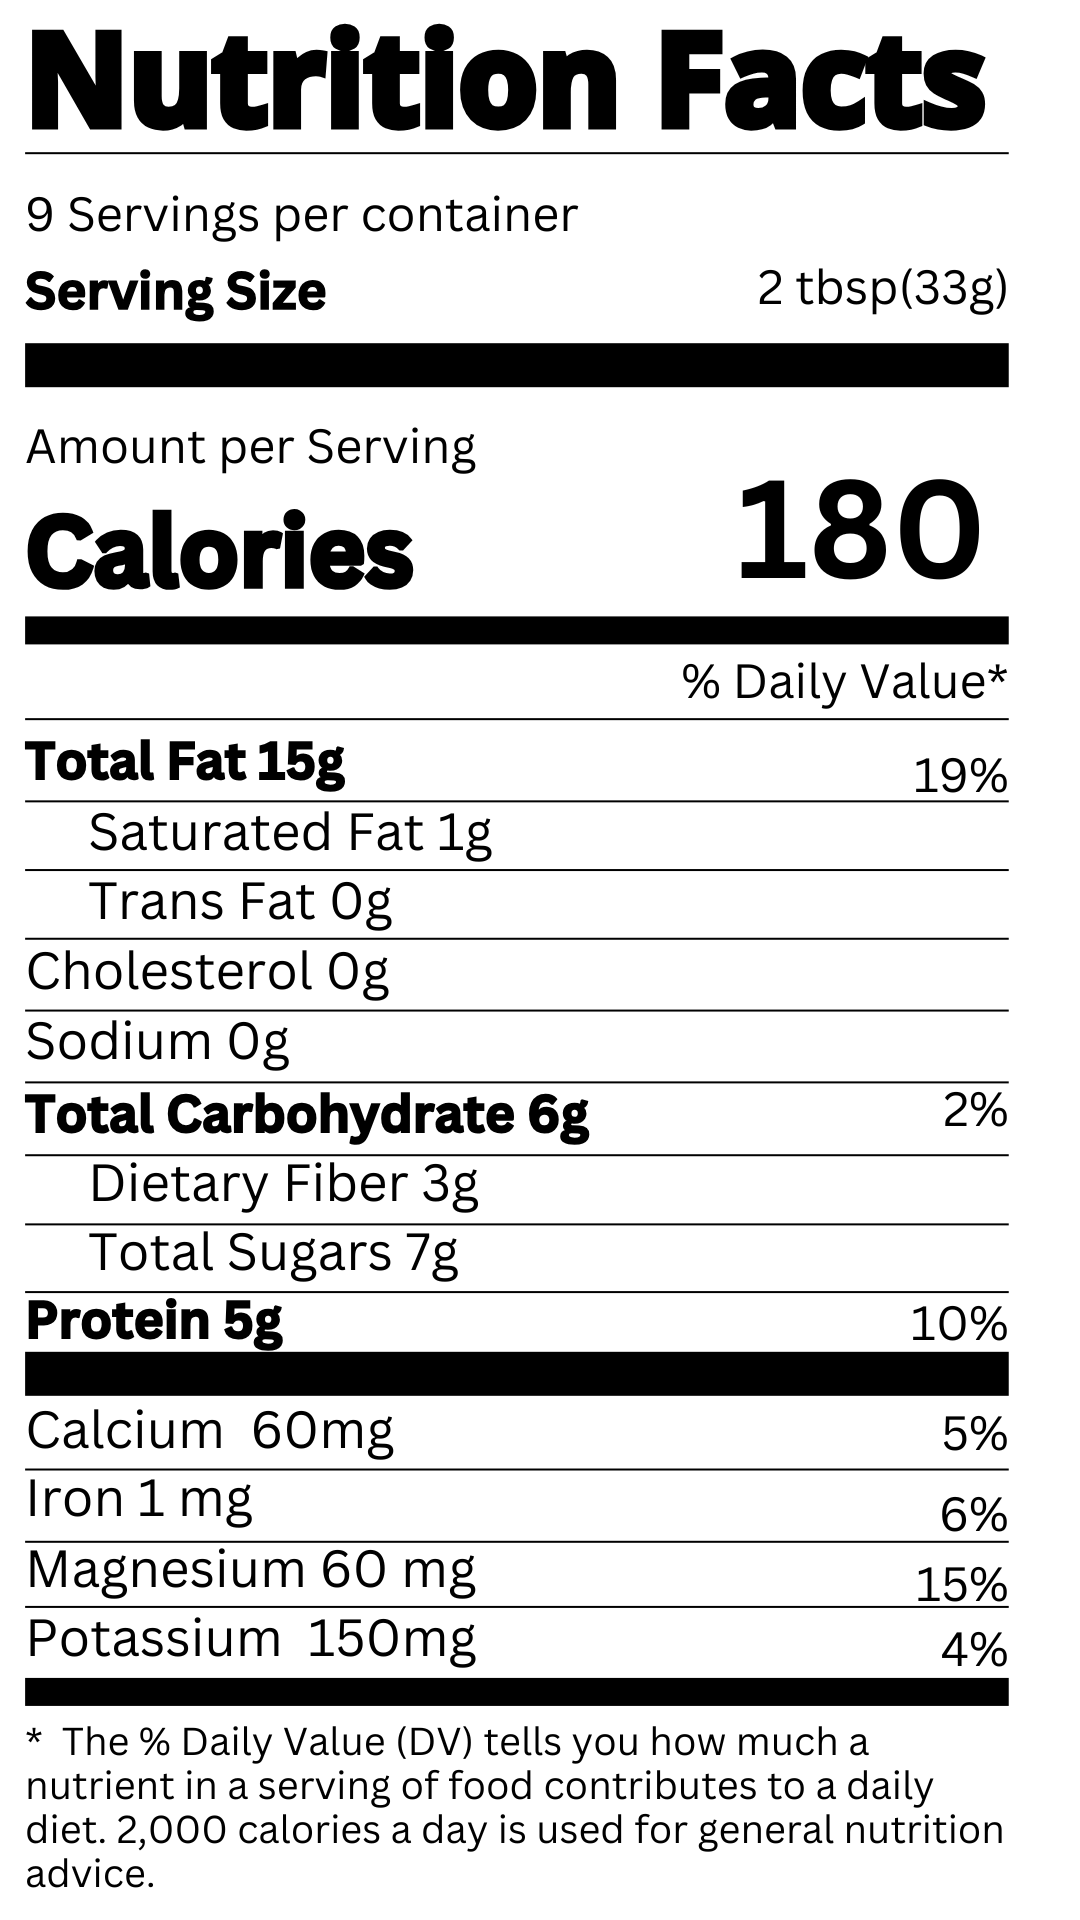 Nutrition Facts
9 Servings per container
Serving Size 2 tbsp(33g)
Amount per Serving
Calories 180
% Daily Value*
Total Fat 15g 19%
Saturated Fat 1g
Trans Fat 0g
Cholesterol 0g
Sodium 0g
Total Carbohydrate 6g 2%
Dietary Fiber 3g
Total Sugars 7g
Protein 5g 10%
Calcium 60mg 5%
Iron 1 mg 6%
Magnesium 60 mg 15%
Potassium 150mg 4%
* The % Daily Value (DV) tells you how much a
nutrient in a serving of food contributes to a daily
diet. 2,000 calories a day is used for general nutrition
advice.